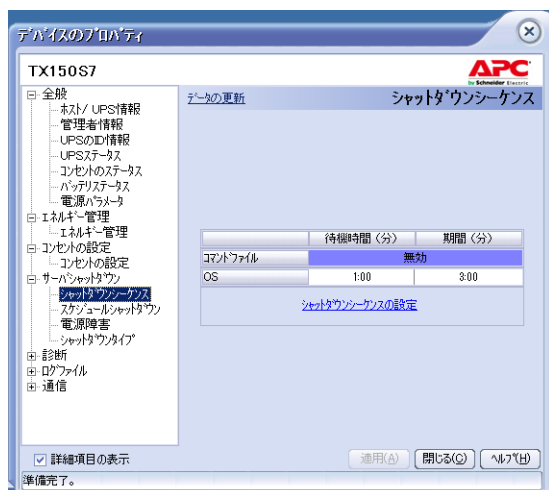 デバイスのプロパティ
TX150S7
APC
by Schneider Electric
全般
ホスト/ UPS情報
管理者情報
UPSのID情報
UPSステータス
コンセントのステータス
バッテリステータス
電源パラメータ
エネルギー管理
エネルギー管理
コンセントの設定
コンセントの設定
サーバシャットダウン
シャットダウンシーケンス
スケジュールシャットダウン
電源障害
シャットダウンタイプ
診断
ログファイル
通信
データの更新
シャットダウンシーケンス
待機時間（分） 期間（分）
コマンドファイル 無効
OS 1:00 3:00
シャットダウンシーケンスの設定
詳細項目の表示
適用(A) 閉じる(C) ヘルプ(H)
準備完了。